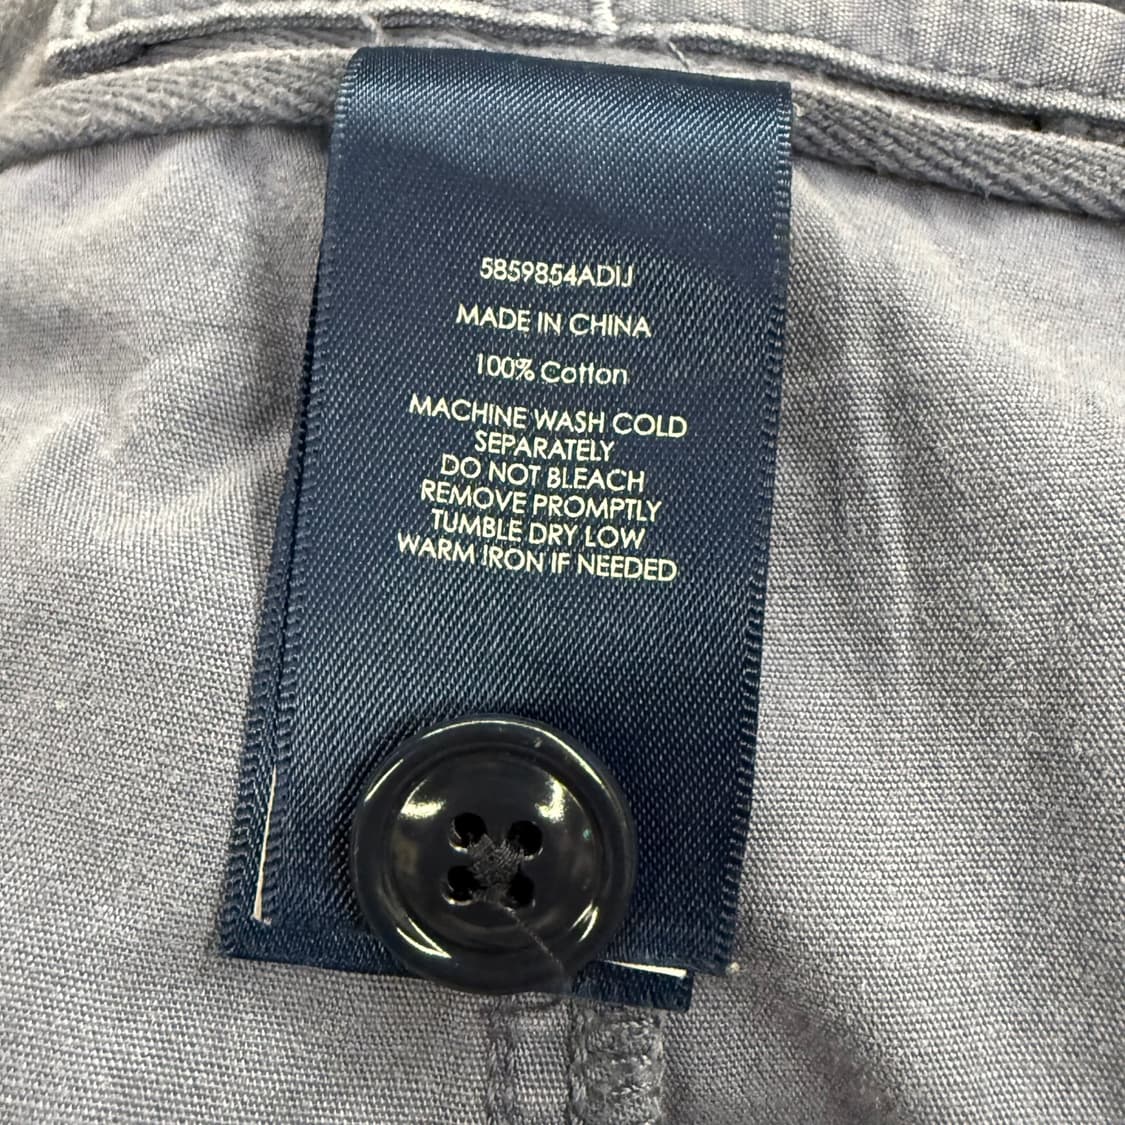 5859854ADIJ
MADE IN CHINA
100% Cotton
MACHINE WASH COLD
SEPARATELY
DO NOT BLEACH
REMOVE PROMPTLY
TUMBLE DRY LOW
WARM IRON IF NEEDED